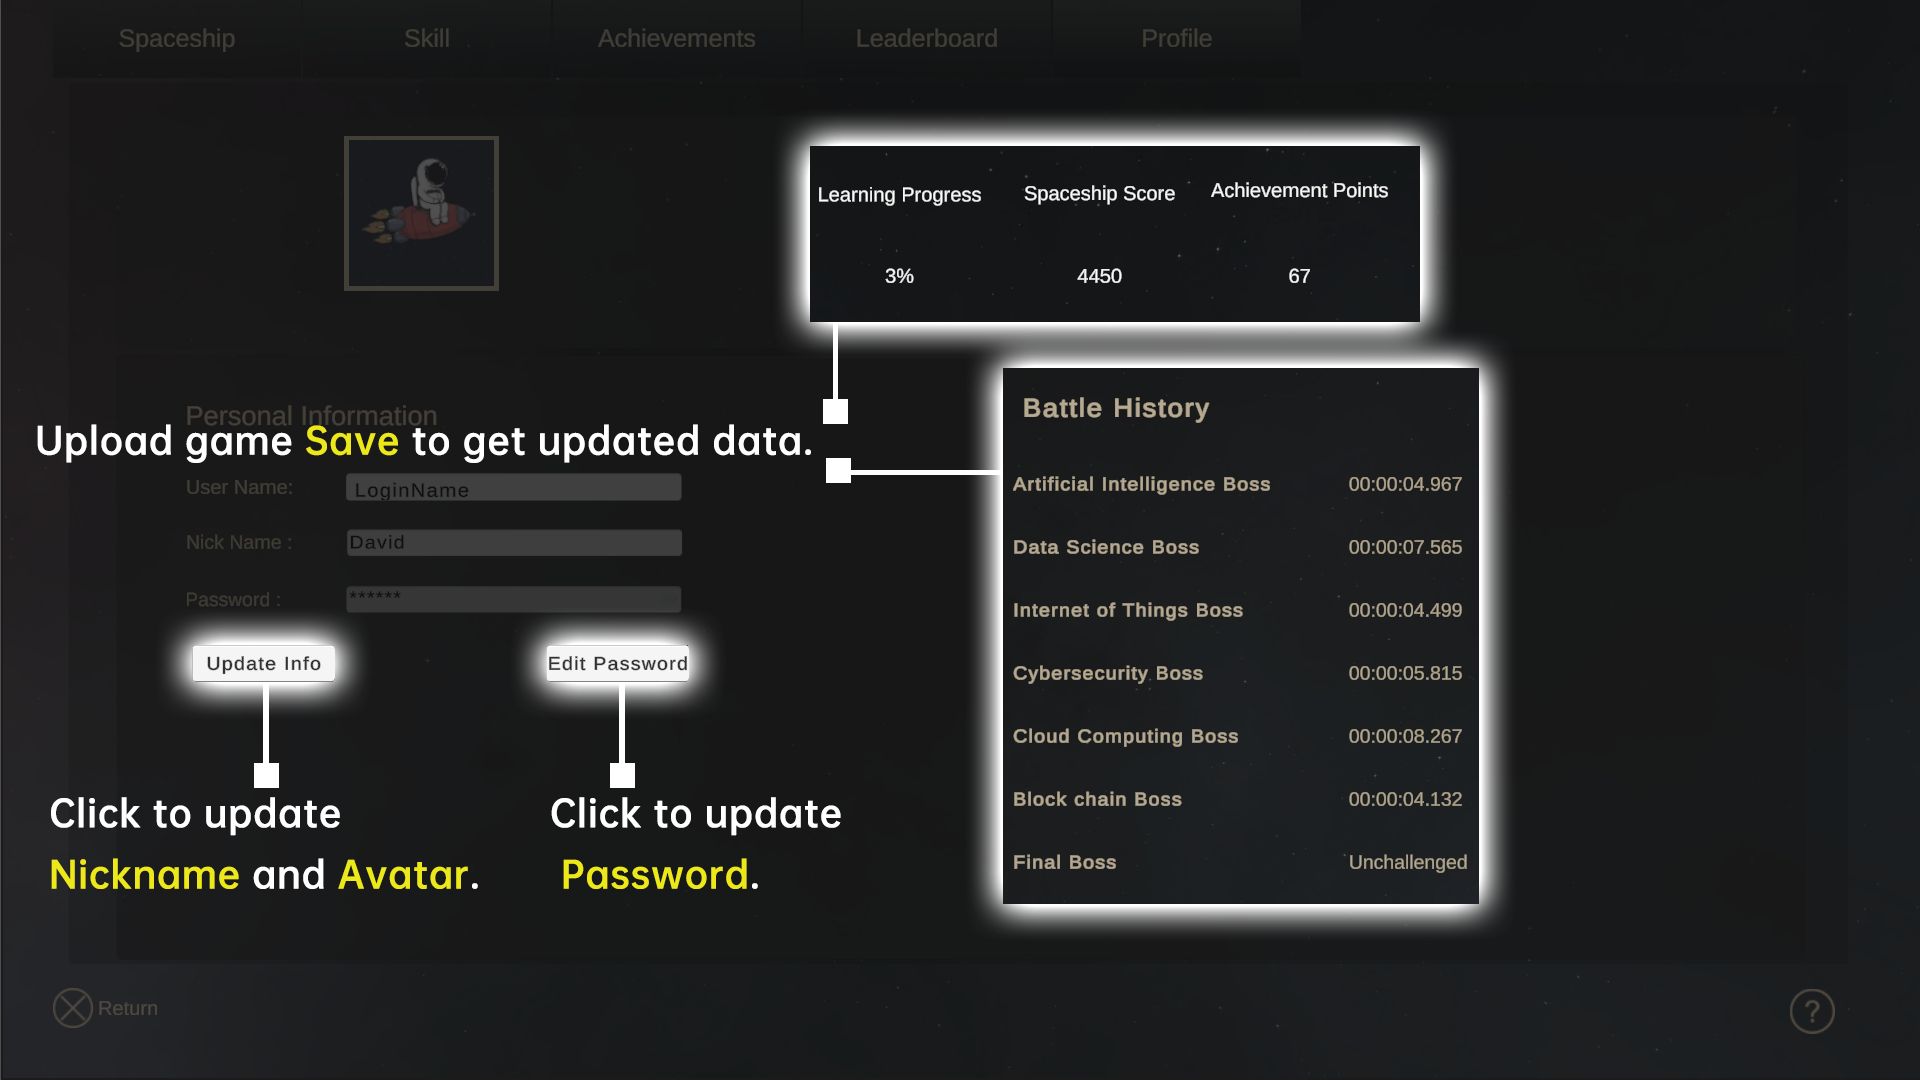 Spaceship
Skill
Achievements
Leaderboard
Profile
Learning Progress
Spaceship Score
Achievement Points
3%
4450
67
Personal Information
Upload game Save to get updated data.
User Name:
LoginName
Nick Name :
David
Password :
******
Update Info
Edit Password
Click to update
Nickname and Avatar.
Click to update
Password.
Battle History
Artificial Intelligence Boss 00:00:04.967
Data Science Boss 00:00:07.565
Internet of Things Boss 00:00:04.499
Cybersecurity Boss 00:00:05.815
Cloud Computing Boss 00:00:08.267
Block chain Boss 00:00:04.132
Final Boss Unchallenged
Return
?